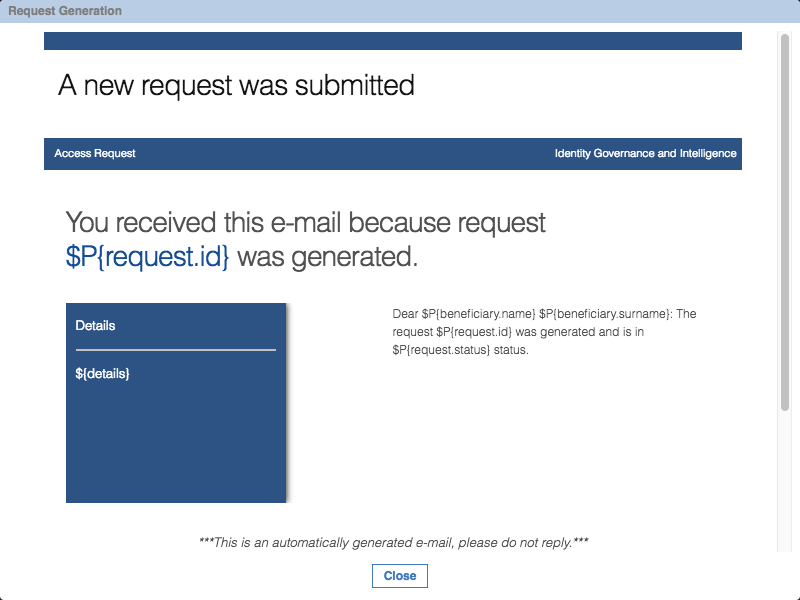 Request Generation
A new request was submitted
Access Request
Identity Governance and Intelligence
You received this e-mail because request
$P{request.id} was generated.
Details
${details}
Dear $P{beneficiary.name} $P{beneficiary.surname}: The
request $P{request.id} was generated and is in
$P{request.status} status.
***This is an automatically generated e-mail, please do not reply.***
Close